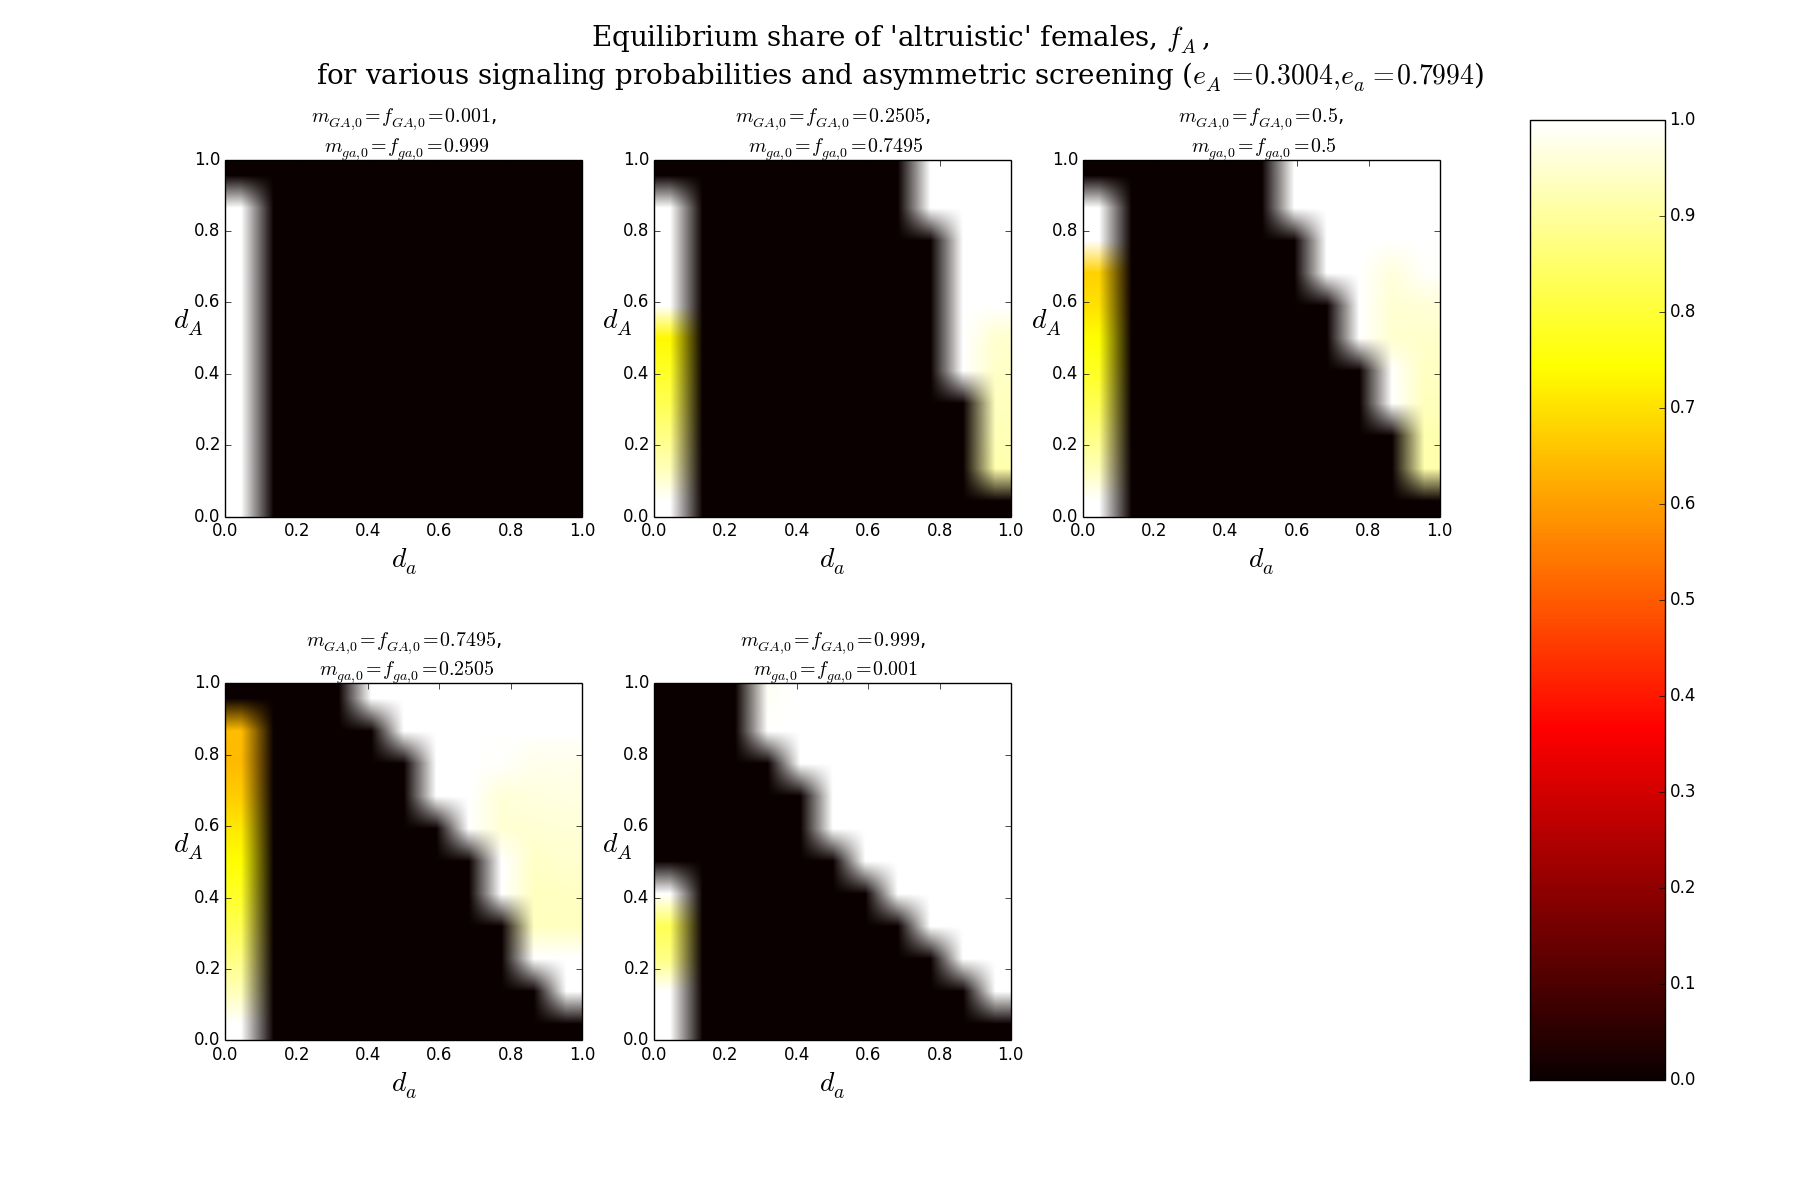 Equilibrium share of 'altruistic' females, f_A,
for various signaling probabilities and asymmetric screening (e_A =0.3004,e_a =0.7994)
m_GA,0=f_GA,0=0.001,
m_ga,0=f_ga,0=0.999
1.0
0.8
0.6
d_A
0.4
0.2
0.0
0.0 0.2 0.4 0.6 0.8 1.0
d_a
m_GA,0=f_GA,0=0.2505,
m_ga,0=f_ga,0=0.7495
1.0
0.8
0.6
d_A
0.4
0.2
0.0
0.0 0.2 0.4 0.6 0.8 1.0
d_a
m_GA,0=f_GA,0=0.5,
m_ga,0=f_ga,0=0.5
1.0
0.8
0.6
d_A
0.4
0.2
0.0
0.0 0.2 0.4 0.6 0.8 1.0
d_a
m_GA,0=f_GA,0=0.7495,
m_ga,0=f_ga,0=0.2505
1.0
0.8
0.6
d_A
0.4
0.2
0.0
0.0 0.2 0.4 0.6 0.8 1.0
d_a
m_GA,0=f_GA,0=0.999,
m_ga,0=f_ga,0=0.001
1.0
0.8
0.6
d_A
0.4
0.2
0.0
0.0 0.2 0.4 0.6 0.8 1.0
d_a
1.0
0.9
0.8
0.7
0.6
0.5
0.4
0.3
0.2
0.1
0.0